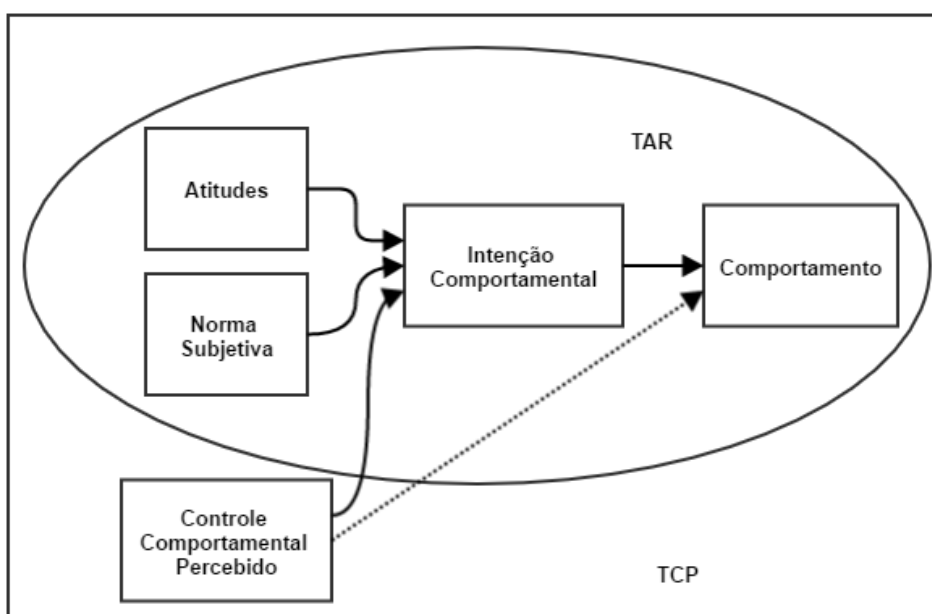 TAR
Atitudes
Intenção
Comportamental
Comportamento
Norma
Subjetiva
Controle
Comportamental
Percebido
TCP